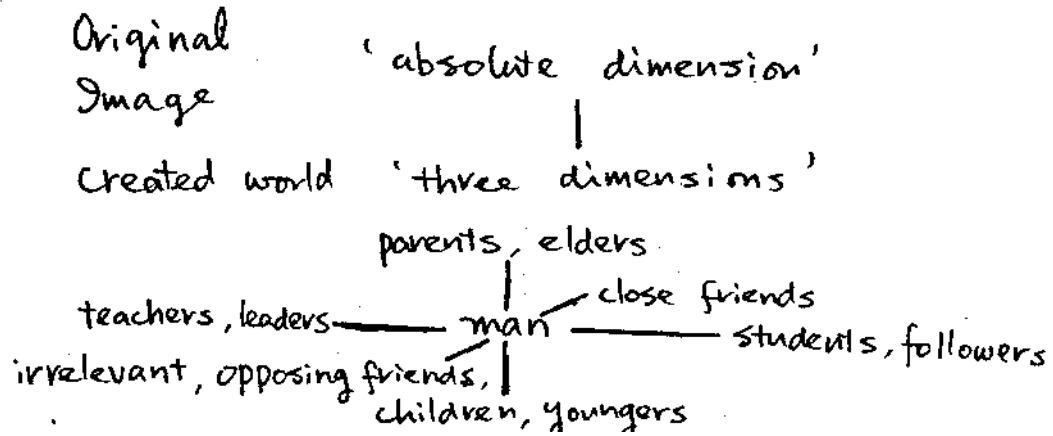 Original 'absolute dimension'
Image
Created world 'three dimensions'
parents, elders
close friends
teachers, leaders man students, followers
irrelevant, opposing friends,
children, youngers